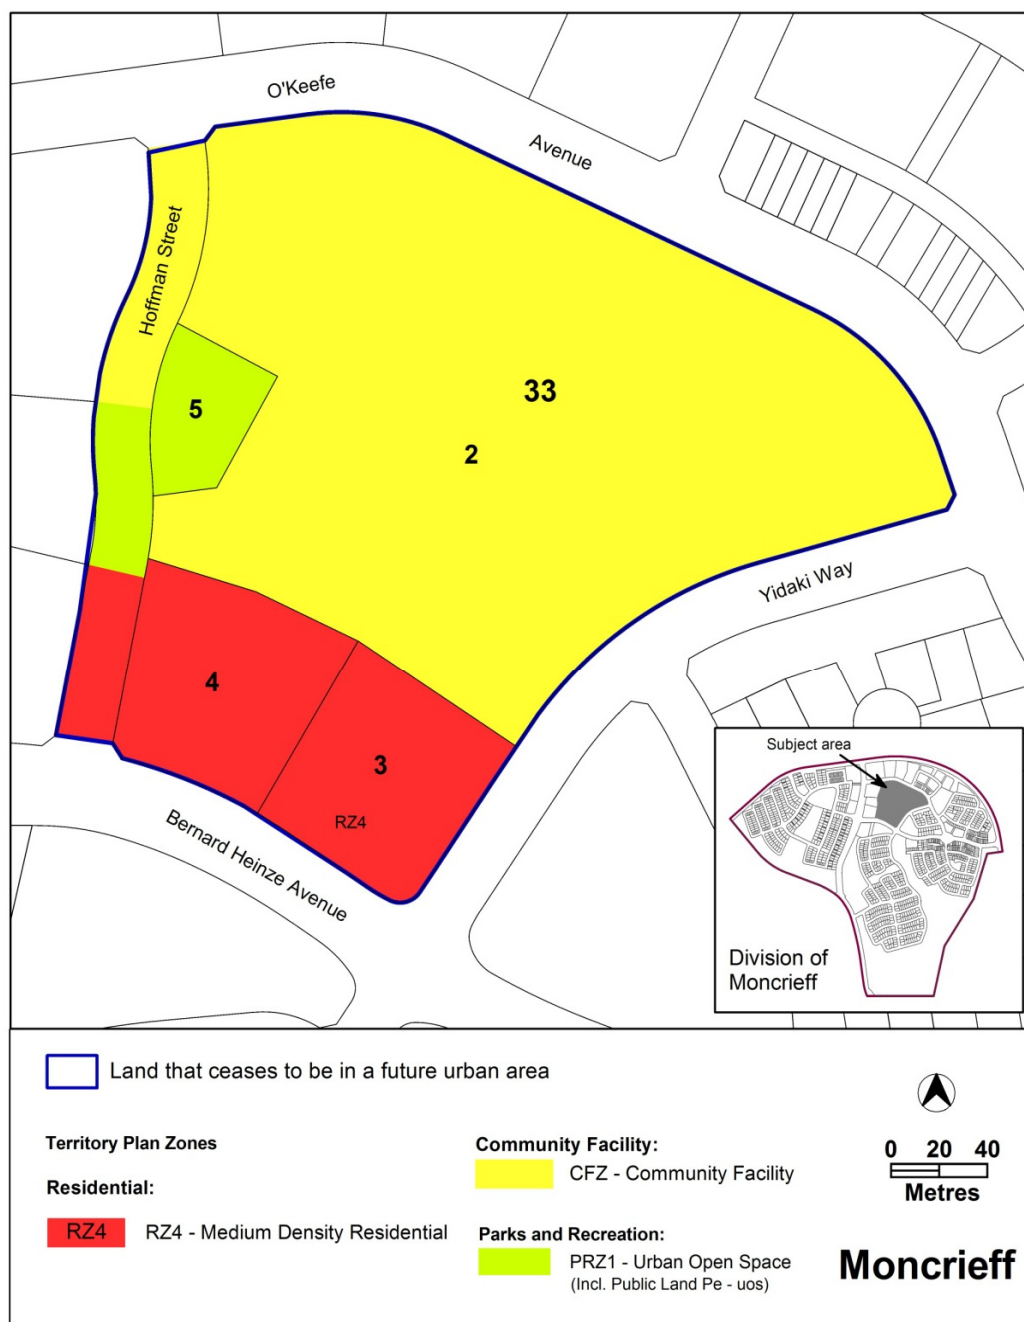 O'Keefe
Avenue
Hoffman Street
33
5
2
Yidaki Way
4
3
RZ4
Bernard Heinze Avenue
Subject area
Division of
Moncrieff
Land that ceases to be in a future urban area
Territory Plan Zones
Residential:
RZ4 RZ4 - Medium Density Residential
Community Facility:
CFZ - Community Facility
Parks and Recreation:
PRZ1 - Urban Open Space
(Incl. Public Land Pe - uos)
0 20 40
Metres
Moncrieff